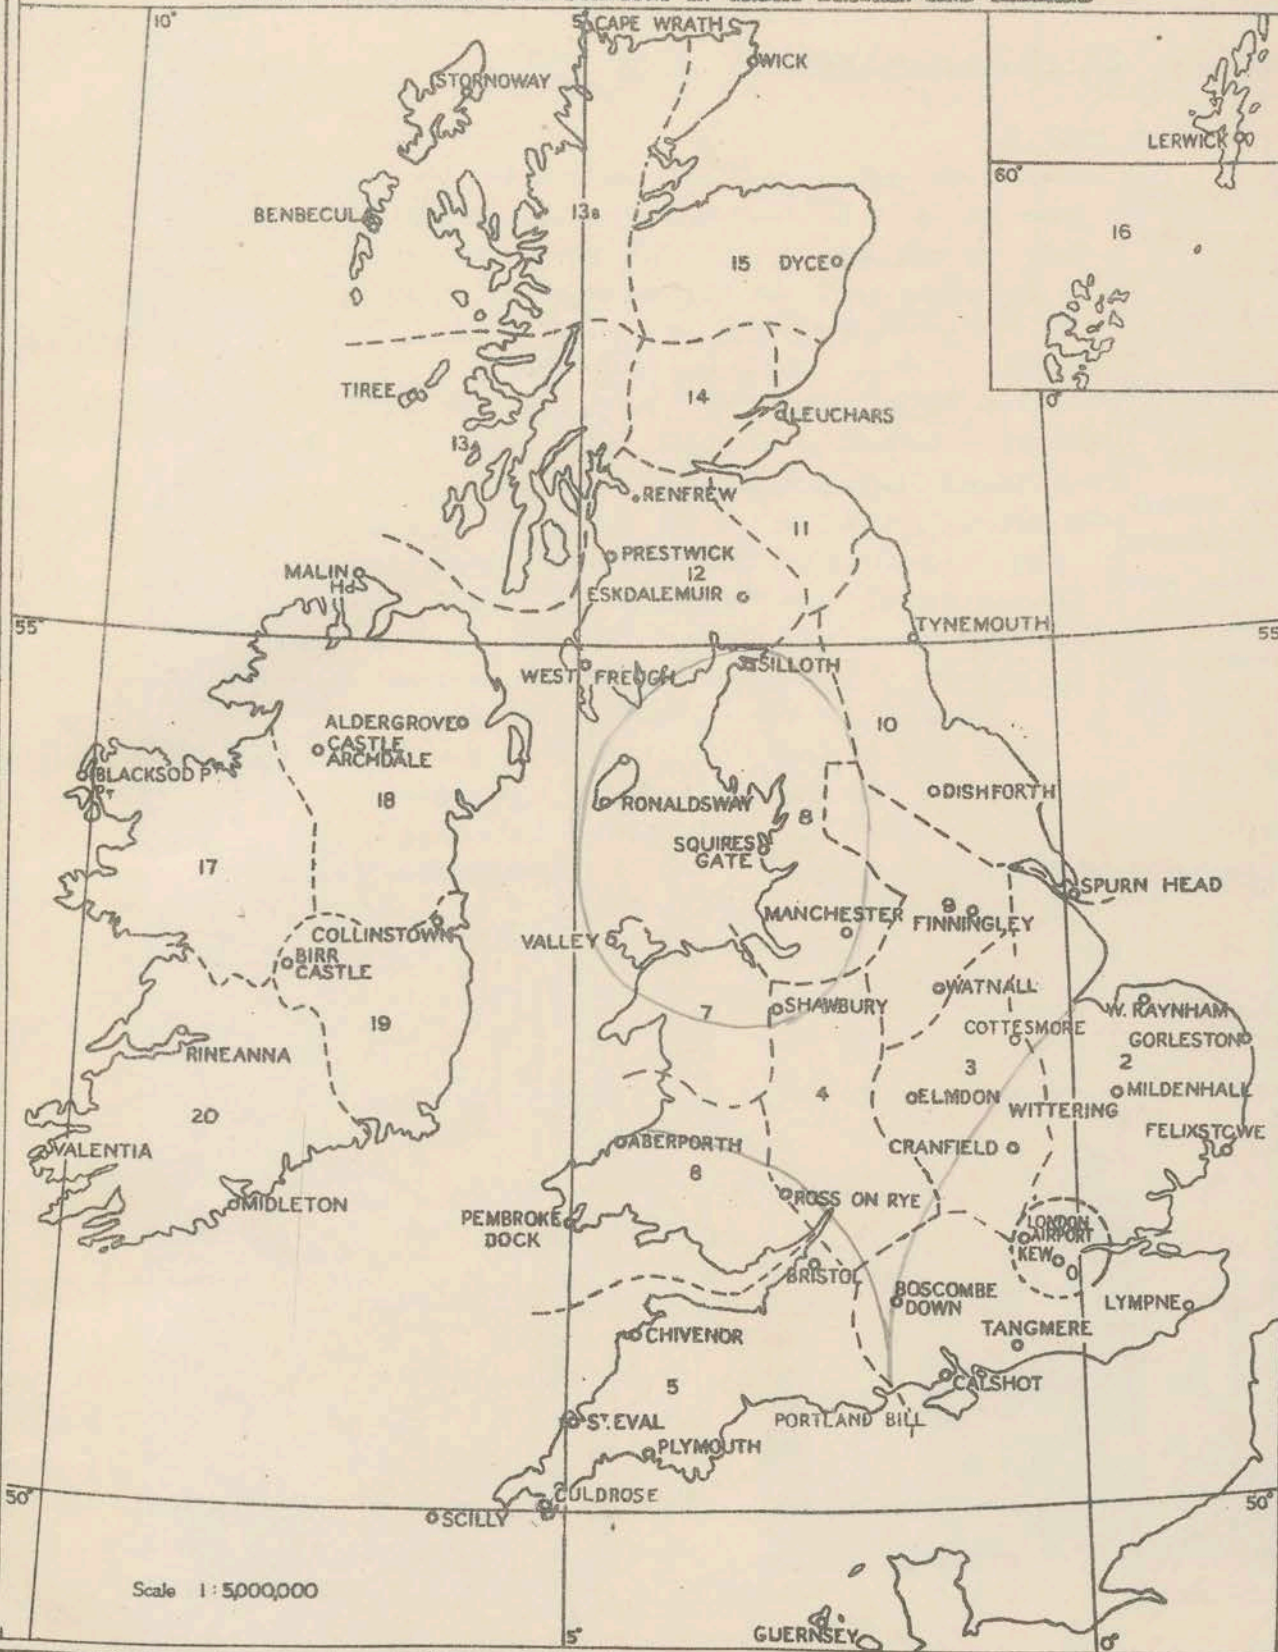 10°
5°
CAPE WRATH
WICK
STORNOWAY
LERWICK
60°
BENBECUL
13B
16
15
DYCE
TIREE
14
0°
LEUCHARS
13A
RENFREW
11
PRESTWICK
MALIN
Hd
12
ESKDALEMUIR
55°
TYNEMOUTH
55
WEST FREUGH
SILLOTH
ALDERGROVE
10
CASTLE
ARCHDALE
BLACKSOD PT
PT
18
DISHFORTH
RONALDSWAY
8
SQUIRES
GATE
17
SPURN HEAD
MANCHESTER
9
FINNINGLEY
COLLINSTOWN
VALLEY
BIRR
CASTLE
WATNALL
7
SHAWBURY
W. RAYNHAM
19
COTTESMORE
GORLESTON
RINEANNA
3
2
4
ELMDON
MILDENHALL
20
WITTERING
FELIXSTOWE
VALENTIA
ABERPORTH
CRANFIELD
6
MIDLETON
ROSS ON RYE
PEMBROKE
DOCK
LONDON
AIRPORT
KEW
O
BRISTOL
BOSCOMBE
DOWN
LYMPNE
CHIVENOR
TANGMERE
5
CALSHOT
ST. EVAL
PORTLAND BILL
PLYMOUTH
50°
CULDROSE
50°
SCILLY
Scale 1:5,000,000
GUERNSEY
5°
0°